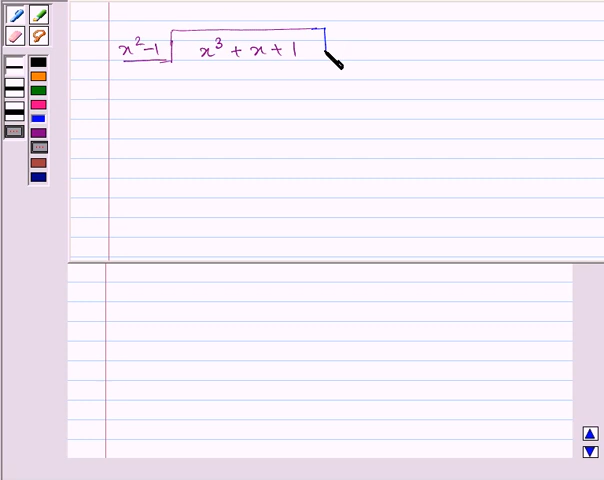 x²-1 x³ + x + 1